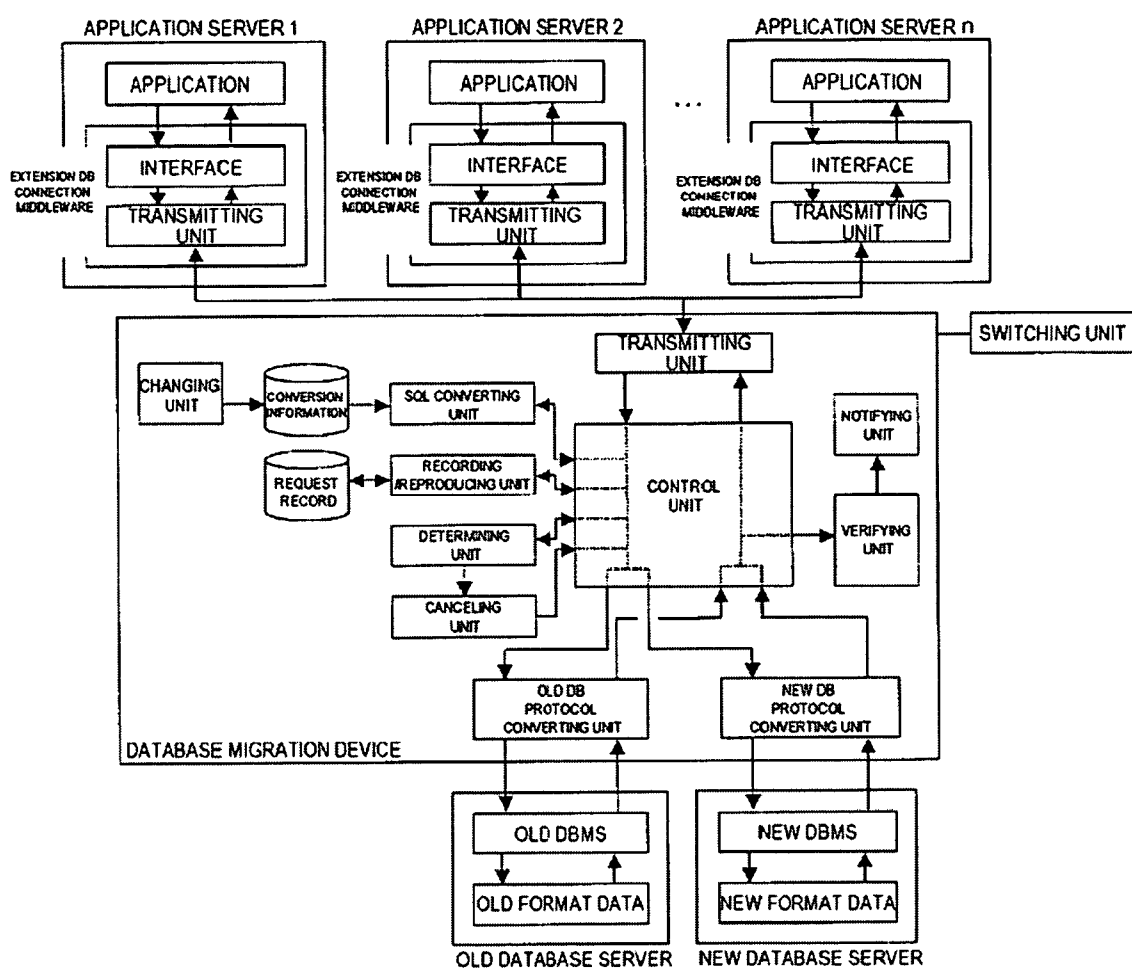 APPLICATION SERVER 1
APPLICATION SERVER 2
APPLICATION SERVER n
APPLICATION
APPLICATION
APPLICATION
...
INTERFACE
INTERFACE
INTERFACE
EXTENSION DB
CONNECTION
MIDDLEWARE
EXTENSION DB
CONNECTION
MIDDLEWARE
EXTENSION DB
CONNECTION
MIDDLEWARE
TRANSMITTING
UNIT
TRANSMITTING
UNIT
TRANSMITTING
UNIT
SWITCHING UNIT
TRANSMITTING
UNIT
CHANGING
UNIT
CONVERSION
INFORMATION
SQL CONVERTING
UNIT
NOTIFYING
UNIT
REQUEST
RECORD
RECORDING
/REPRODUCING UNIT
CONTROL
UNIT
DETERMINING
UNIT
VERIFYING
UNIT
CANCELING
UNIT
OLD DB
PROTOCOL
CONVERTING UNIT
NEW DB
PROTOCOL
CONVERTING UNIT
DATABASE MIGRATION DEVICE
OLD DBMS
NEW DBMS
OLD FORMAT DATA
NEW FORMAT DATA
OLD DATABASE SERVER
NEW DATABASE SERVER